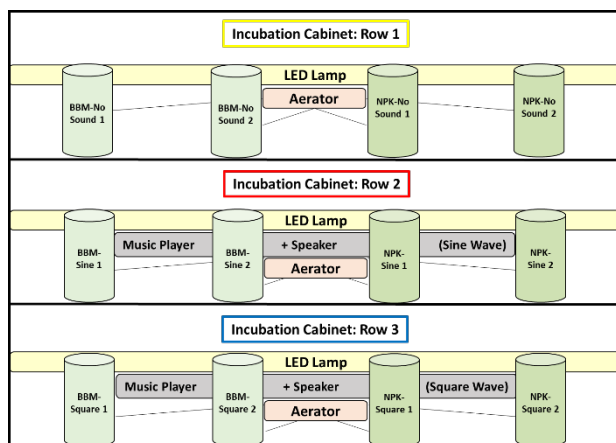 Incubation Cabinet: Row 1
LED Lamp
BBM-No
Sound 1
BBM-No
Sound 2
Aerator
NPK-No
Sound 1
NPK-No
Sound 2
Incubation Cabinet: Row 2
LED Lamp
BBM-
Sine 1
Music Player
BBM-
Sine 2
+ Speaker
Aerator
NPK-
Sine 1
(Sine Wave)
NPK-
Sine 2
Incubation Cabinet: Row 3
LED Lamp
BBM-
Square 1
Music Player
BBM-
Square 2
+ Speaker
Aerator
NPK-
Square 1
(Square Wave)
NPK-
Square 2